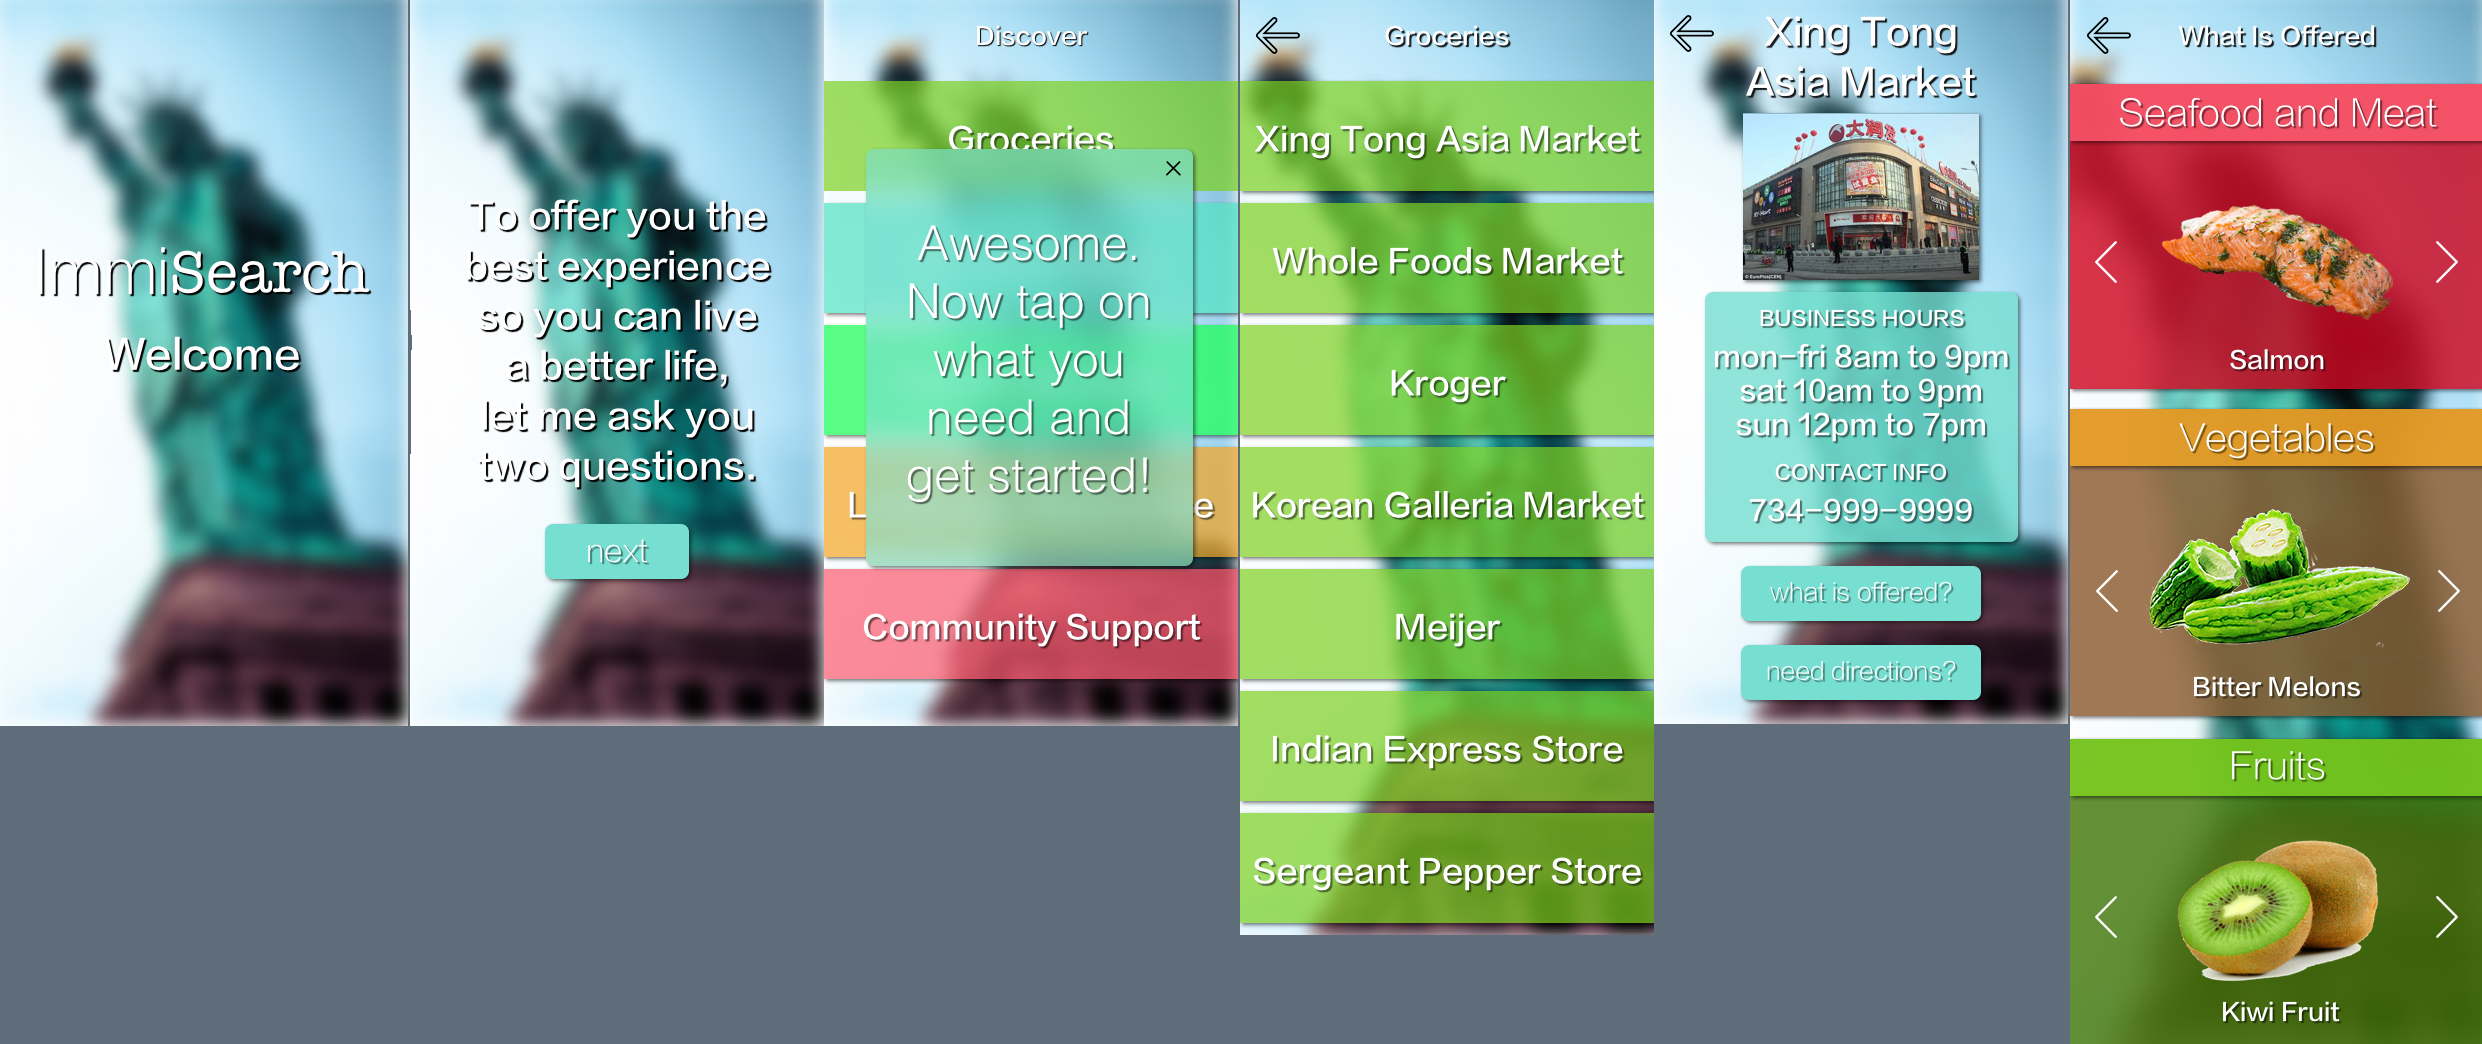 ImmiSearch
Welcome
To offer you the
best experience
so you can live
a better life,
let me ask you
two questions.
next
Discover
Groceries
Awesome.
Now tap on
what you
need and
get started!
L
e
Community Support
Groceries
Xing Tong Asia Market
Whole Foods Market
Kroger
Korean Galleria Market
Meijer
Indian Express Store
Sergeant Pepper Store
Xing Tong
Asia Market
大润发
BUSINESS HOURS
mon-fri 8am to 9pm
sat 10am to 9pm
sun 12pm to 7pm
CONTACT INFO
734-999-9999
what is offered?
need directions?
What Is Offered
Seafood and Meat
Salmon
Vegetables
Bitter Melons
Fruits
Kiwi Fruit